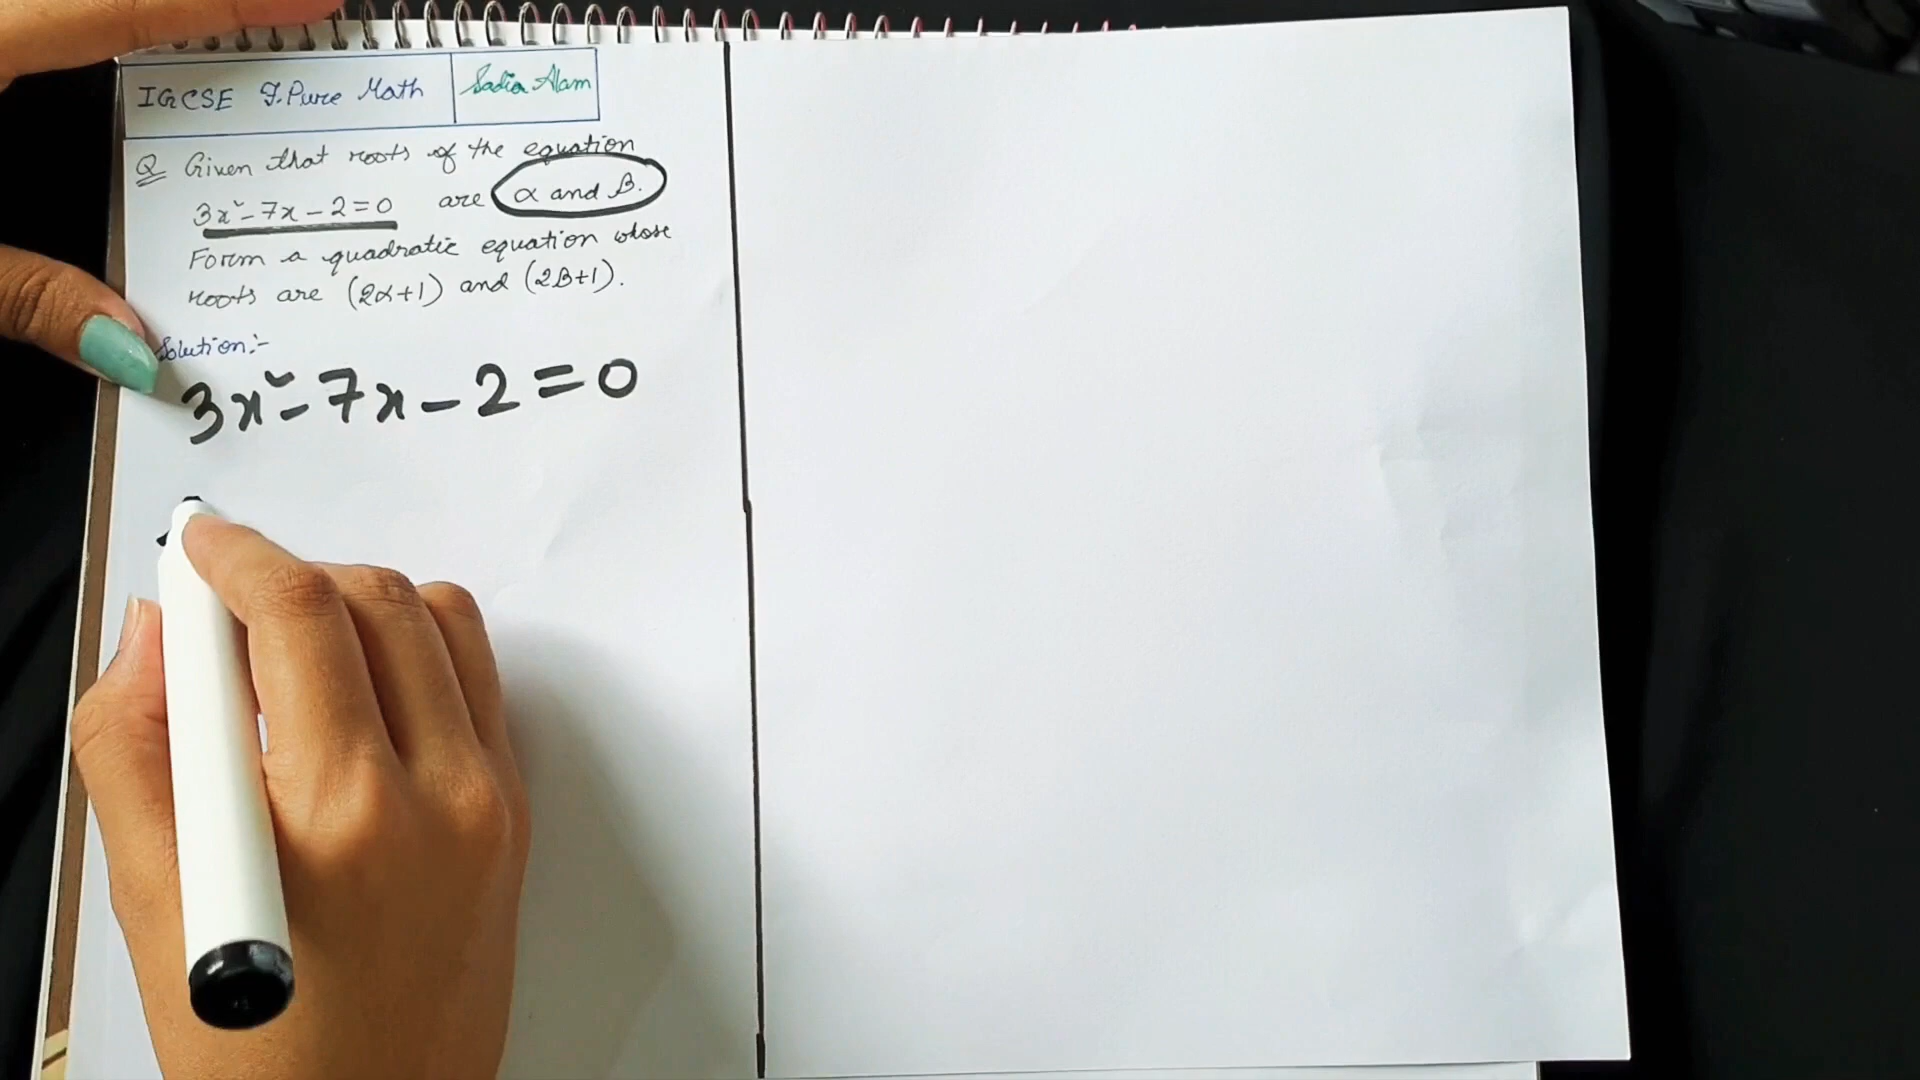 IGCSE F. Pure Math
Sadia Alam
Q Given that roots of the equation
3x²-7x-2=0 are α and β.
Form a quadratic equation whose
roots are (2α+1) and (2β+1).
Solution:-
3x²-7x-2=0